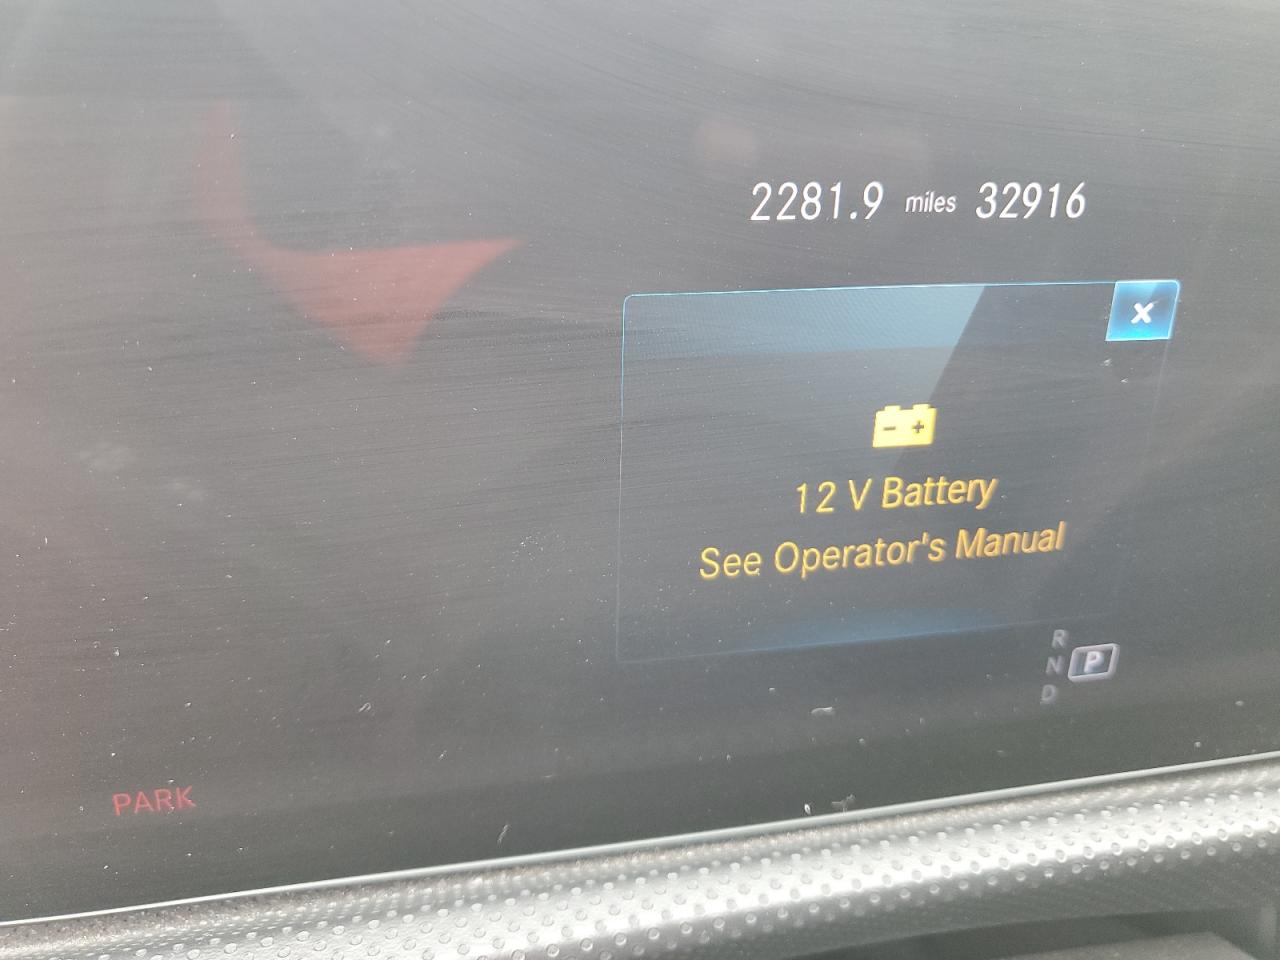 2281.9 miles 32916
X
- +
12 V Battery
See Operator's Manual
R
N P
D
PARK